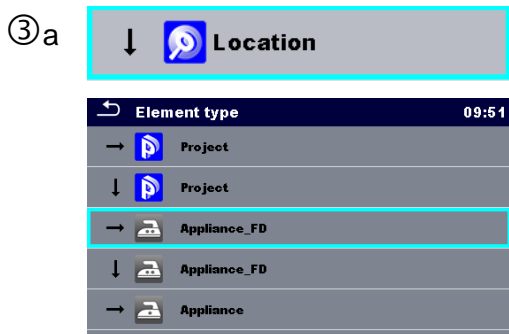 ③a
↓ Location
Element type 09:51
→ Project
↓ Project
→ Appliance_FD
↓ Appliance_FD
→ Appliance